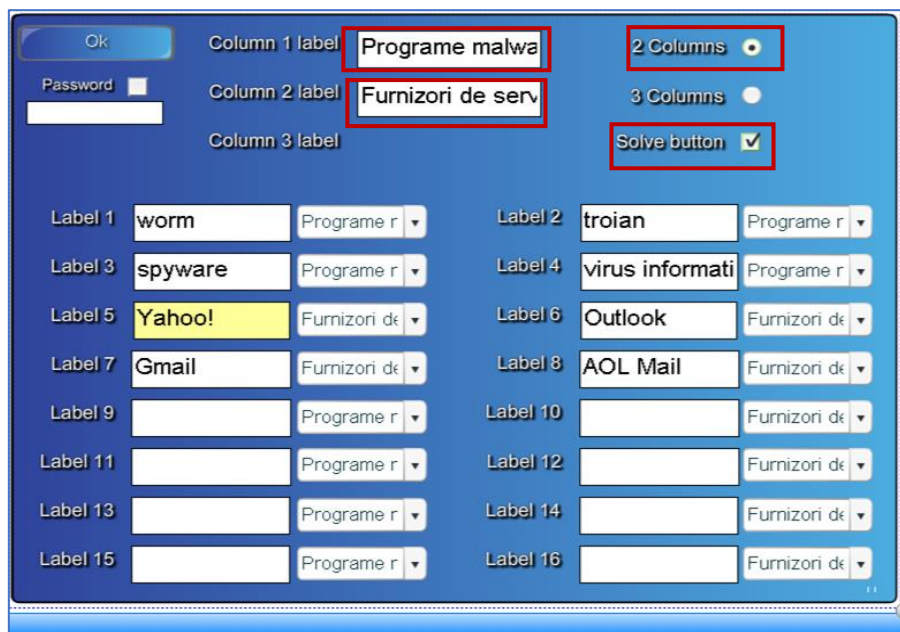 Ok Column 1 label Programe malwa 2 Columns
Password Column 2 label Furnizori de serv 3 Columns
Column 3 label Solve button
Label 1 worm Programe r Label 2 troian Programe r
Label 3 spyware Programe r Label 4 virus informati Programe r
Label 5 Yahoo! Furnizori de Label 6 Outlook Furnizori de
Label 7 Gmail Furnizori de Label 8 AOL Mail Furnizori de
Label 9 Programe r Label 10 Furnizori de
Label 11 Programe r Label 12 Furnizori de
Label 13 Programe r Label 14 Furnizori de
Label 15 Programe r Label 16 Furnizori de